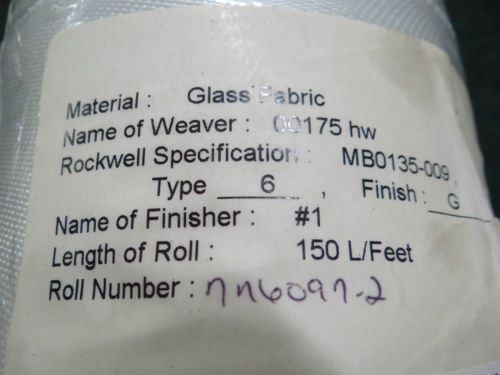 Material : Glass Fabric
Name of Weaver : 00175 hw
Rockwell Specification : MB0135-009 ,
Type 6 , Finish : G
Name of Finisher : #1
Length of Roll : 150 L/Feet
Roll Number : 7n6097-2